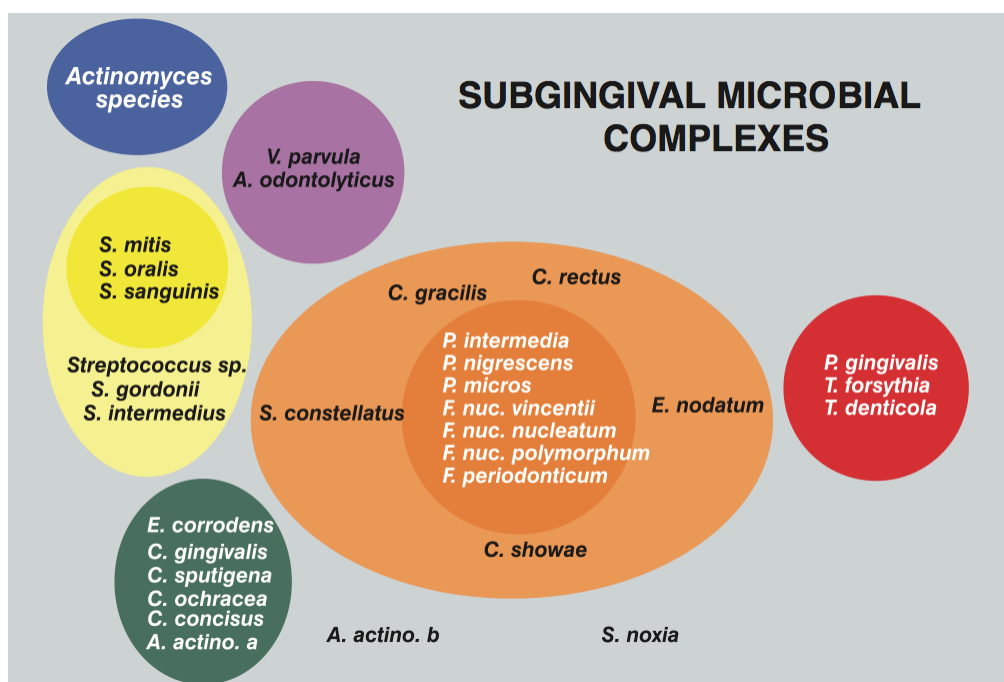 SUBGINGIVAL MICROBIAL
COMPLEXES
Actinomyces
species
V. parvula
A. odontolyticus
S. mitis
S. oralis
S. sanguinis
Streptococcus sp.
S. gordonii
S. intermedius
C. gracilis
C. rectus
P. intermedia
P. nigrescens
P. micros
F. nuc. vincentii
F. nuc. nucleatum
F. nuc. polymorphum
F. periodonticum
S. constellatus
E. nodatum
C. showae
P. gingivalis
T. forsythia
T. denticola
E. corrodens
C. gingivalis
C. sputigena
C. ochracea
C. concisus
A. actino. a
A. actino. b
S. noxia